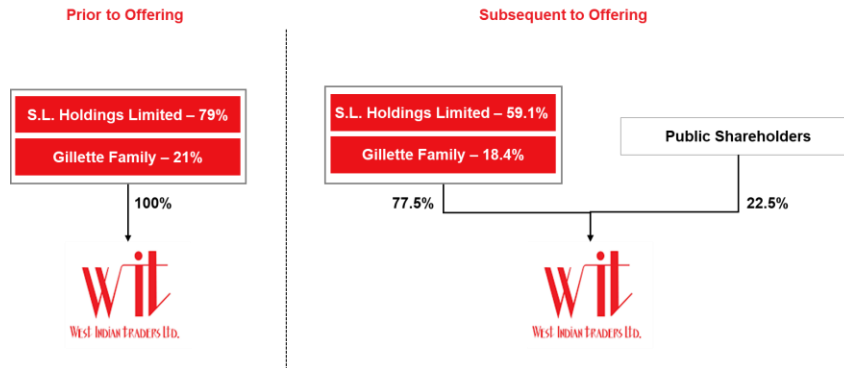 Prior to Offering
S.L. Holdings Limited – 79%
Gillette Family – 21%
100%
wit
WEST INDIAN TRADERS LTD.
Subsequent to Offering
S.L. Holdings Limited – 59.1%
Gillette Family – 18.4%
Public Shareholders
77.5%
22.5%
wit
WEST INDIAN TRADERS LTD.